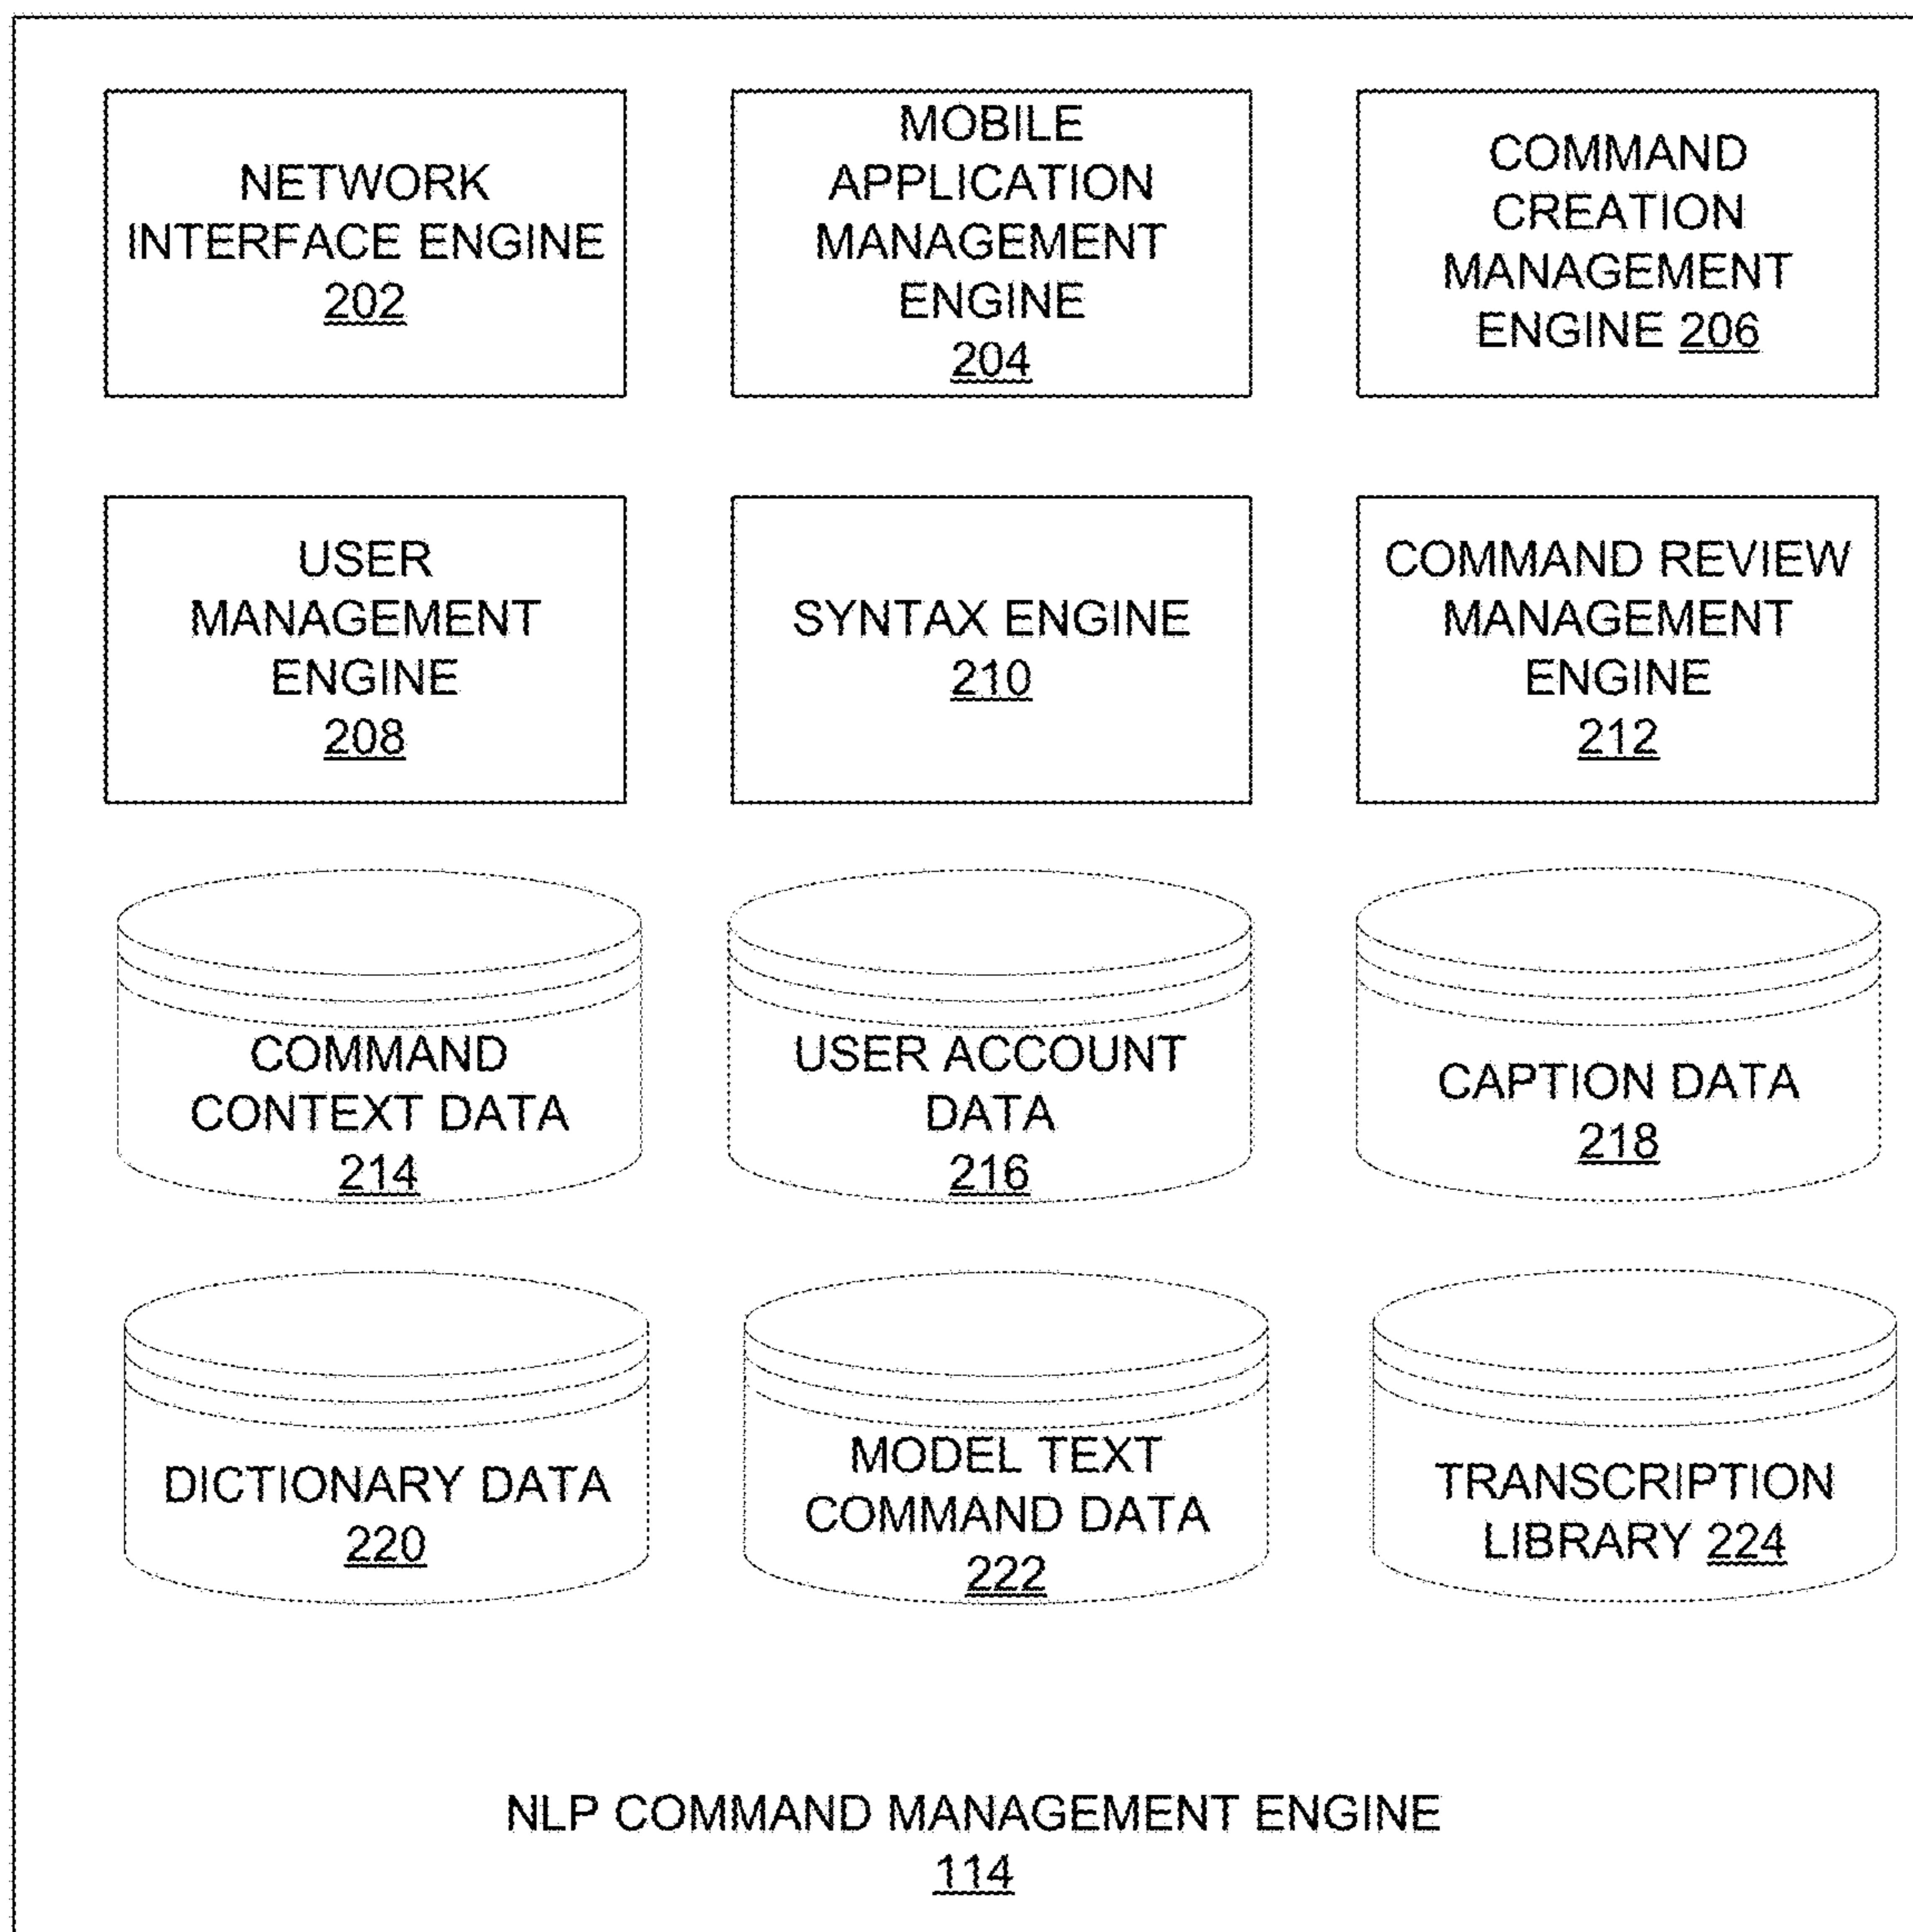 NETWORK
INTERFACE ENGINE
202
MOBILE
APPLICATION
MANAGEMENT
ENGINE
204
COMMAND
CREATION
MANAGEMENT
ENGINE 206
USER
MANAGEMENT
ENGINE
208
SYNTAX ENGINE
210
COMMAND REVIEW
MANAGEMENT
ENGINE
212
COMMAND
CONTEXT DATA
214
USER ACCOUNT
DATA
216
CAPTION DATA
218
DICTIONARY DATA
220
MODEL TEXT
COMMAND DATA
222
TRANSCRIPTION
LIBRARY 224
NLP COMMAND MANAGEMENT ENGINE
114